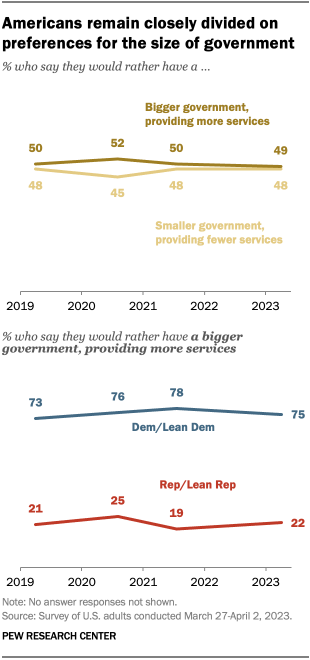 Americans remain closely divided on
preferences for the size of government
% who say they would rather have a ...
Bigger government,
providing more services
50 52 50 49
48 45 48 48
Smaller government,
providing fewer services
2019 2020 2021 2022 2023
% who say they would rather have a bigger
government, providing more services
73 76 78 75
Dem/Lean Dem
Rep/Lean Rep
21 25 19 22
2019 2020 2021 2022 2023
Note: No answer responses not shown.
Source: Survey of U.S. adults conducted March 27-April 2, 2023.
PEW RESEARCH CENTER